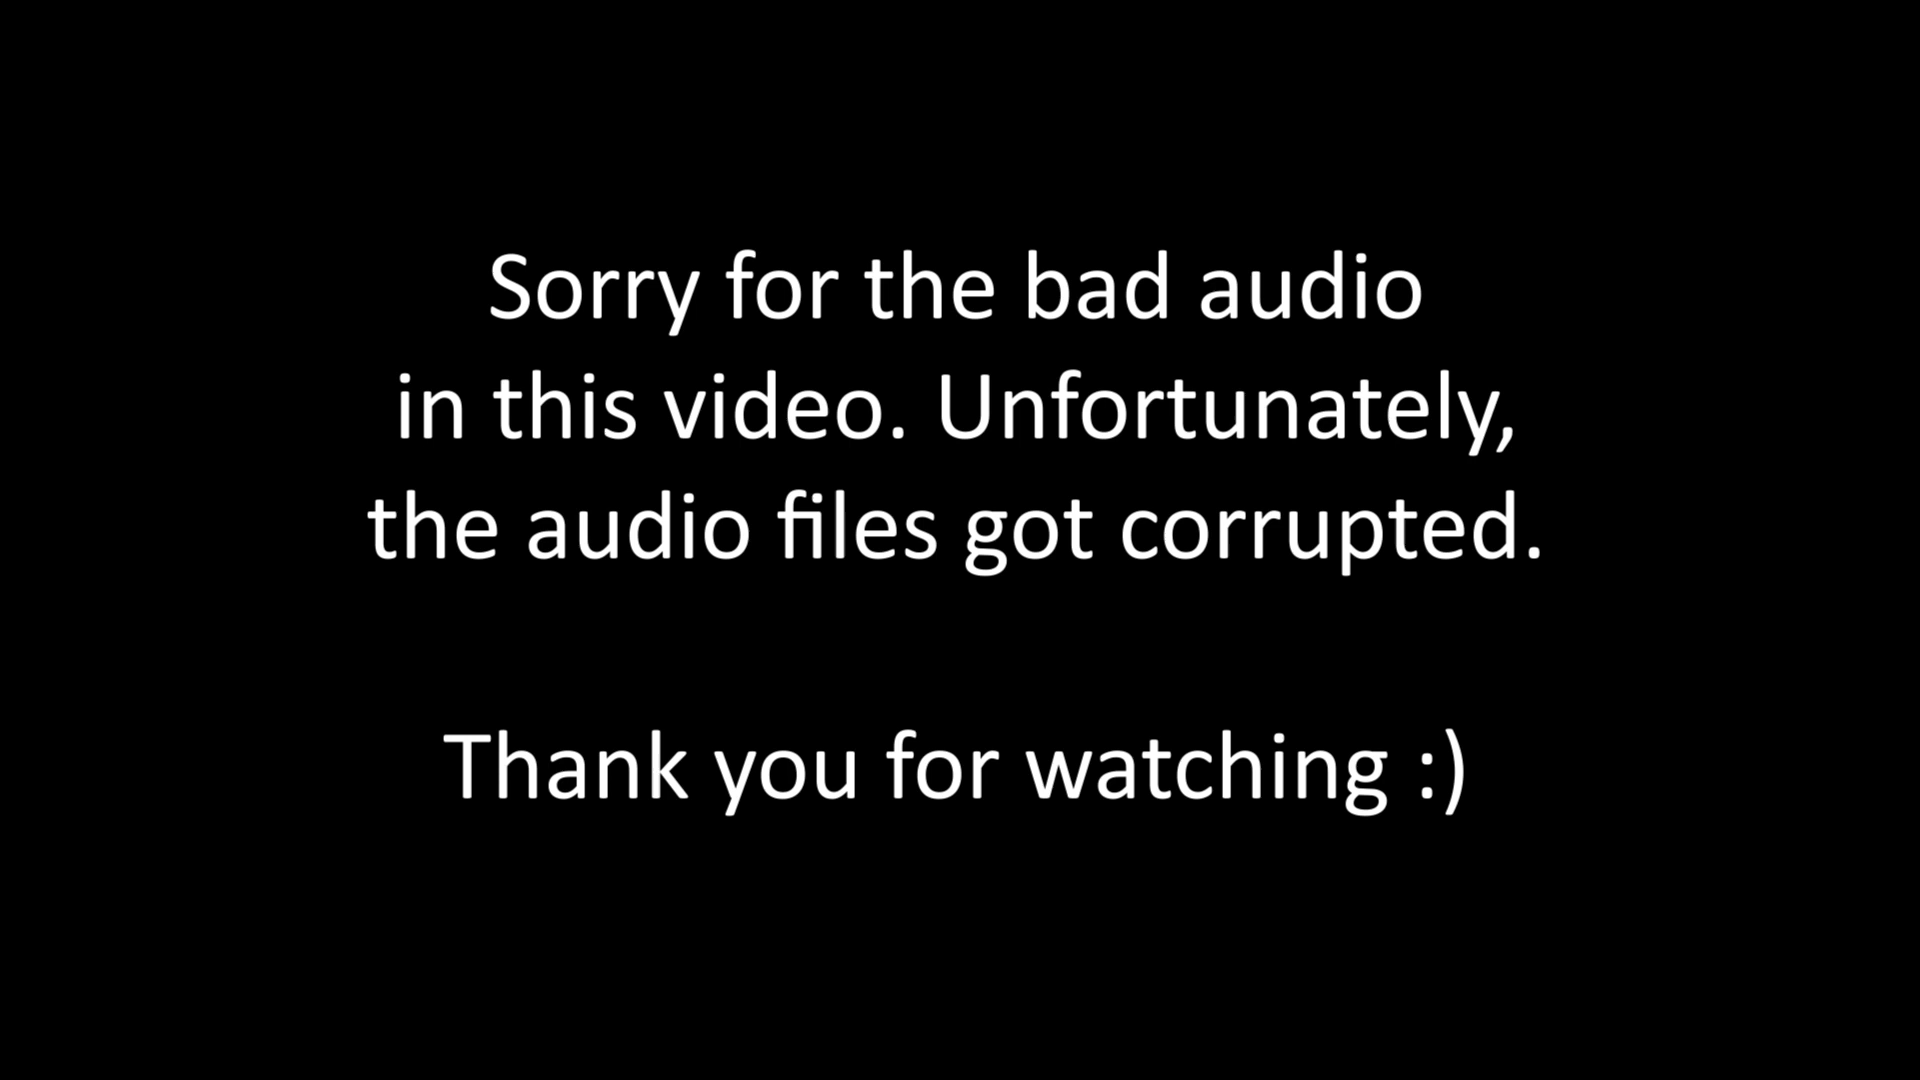 Sorry for the bad audio
in this video. Unfortunately,
the audio files got corrupted.
Thank you for watching :)